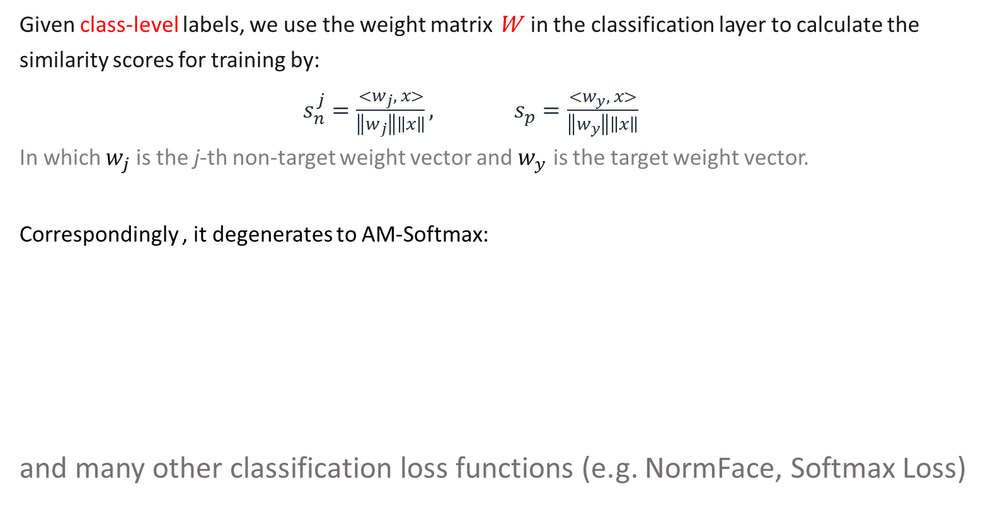 Given class-level labels, we use the weight matrix W in the classification layer to calculate the
similarity scores for training by:
s_n^j = <w_j, x> / ‖w_j‖‖x‖, s_p = <w_y, x> / ‖w_y‖‖x‖
In which w_j is the j-th non-target weight vector and w_y is the target weight vector.
Correspondingly, it degenerates to AM-Softmax:
and many other classification loss functions (e.g. NormFace, Softmax Loss)